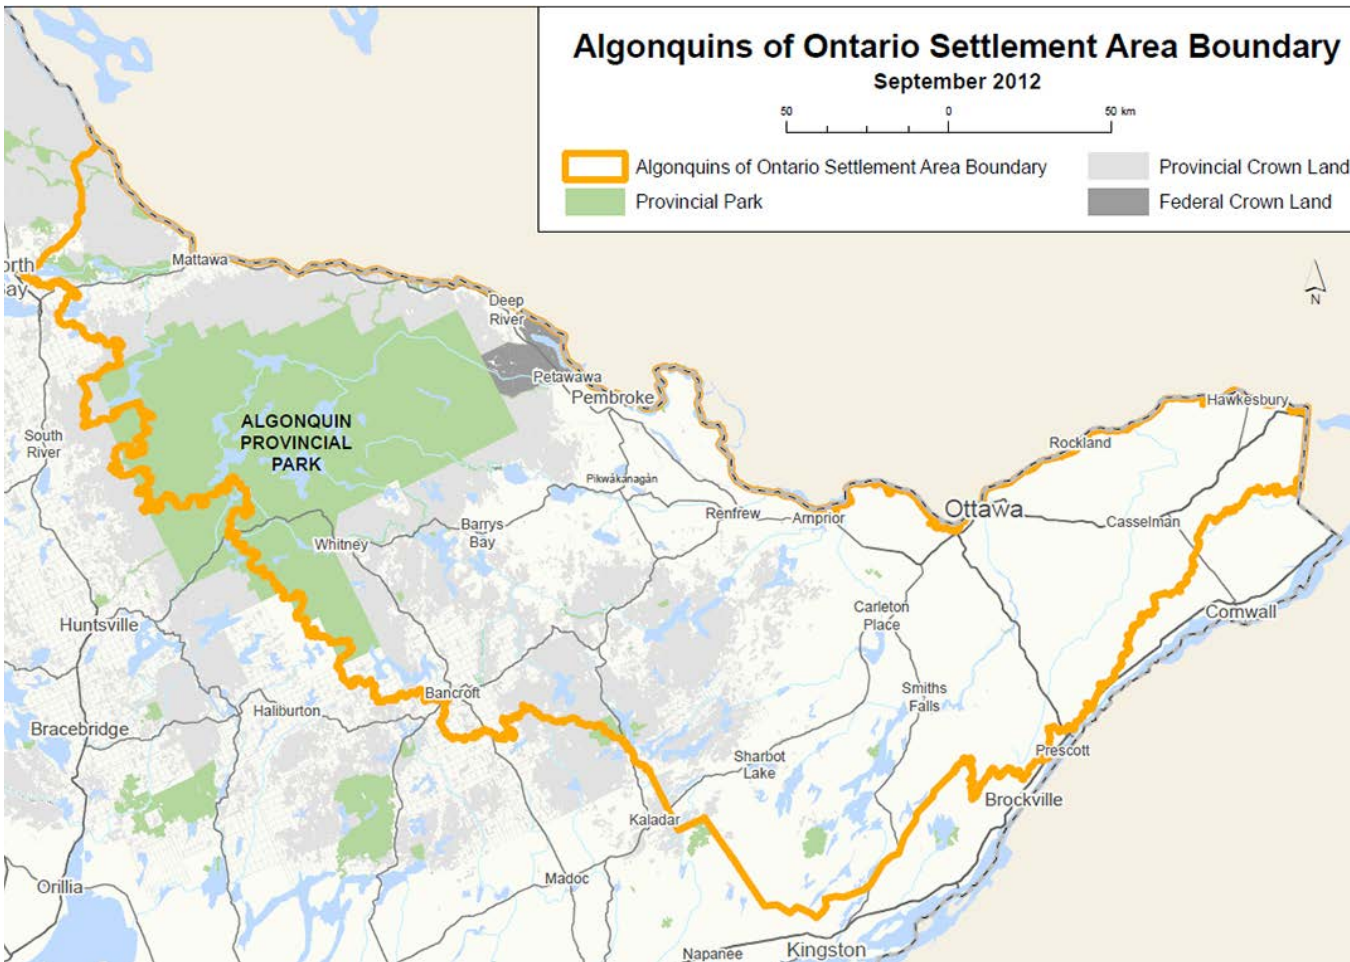 Algonquins of Ontario Settlement Area Boundary
September 2012
50 0 50 km
Algonquins of Ontario Settlement Area Boundary
Provincial Crown Land
Provincial Park
Federal Crown Land
N
orth
Bay
Mattawa
Deep
River
Petawawa
Pembroke
Hawkesbury
ALGONQUIN
PROVINCIAL
PARK
South
River
Rockland
Pikwàkanagàn
Renfrew
Arnprior
Ottawa
Casselman
Barrys
Bay
Whitney
Huntsville
Carleton
Place
Cornwall
Bancroft
Haliburton
Smiths
Falls
Bracebridge
Sharbot
Lake
Prescott
Brockville
Kaladar
Madoc
Orillia
Napanee
Kingston